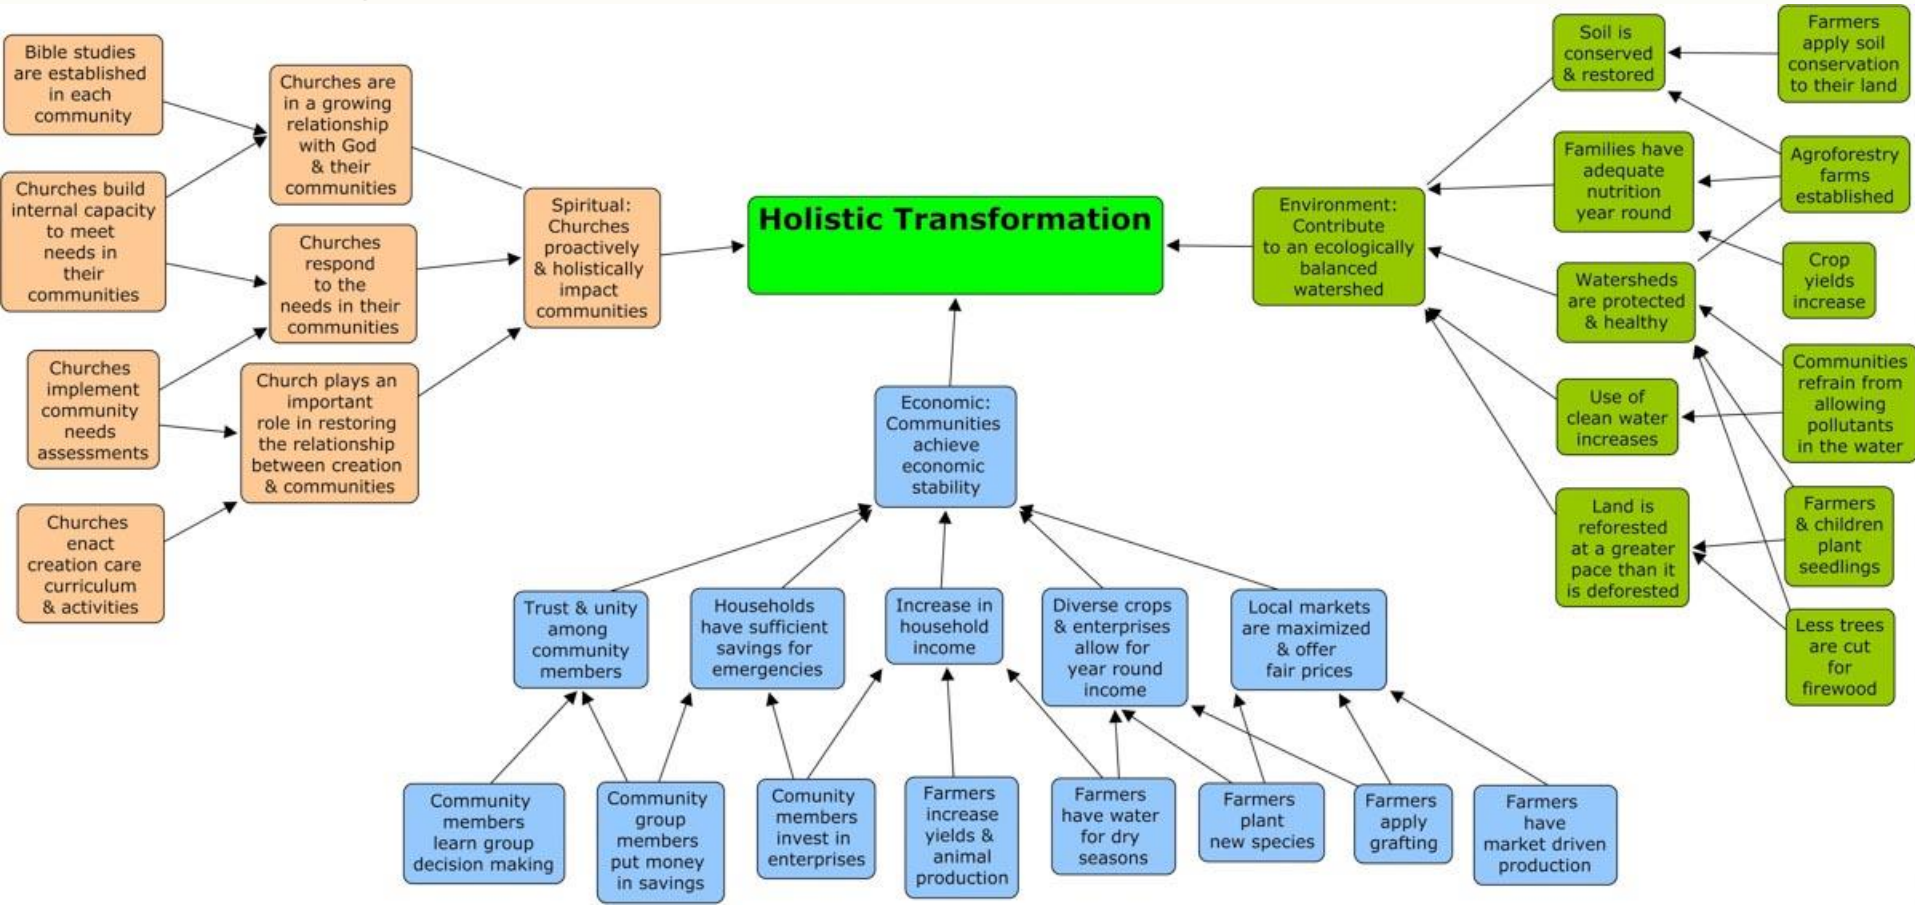 Bible studies
are established
in each
community
Churches build
internal capacity
to meet
needs in
their
communities
Churches
implement
community
needs
assessments
Churches
enact
creation care
curriculum
& activities
Churches are
in a growing
relationship
with God
& their
communities
Churches
respond
to the
needs in their
communities
Church plays an
important
role in restoring
the relationship
between creation
& communities
Spiritual:
Churches
proactively
& holistically
impact
communities
Holistic Transformation
Economic:
Communities
achieve
economic
stability
Trust & unity
among
community
members
Households
have sufficient
savings for
emergencies
Increase in
household
income
Diverse crops
& enterprises
allow for
year round
income
Local markets
are maximized
& offer
fair prices
Community
members
learn group
decision making
Community
group
members
put money
in savings
Comunity
members
invest in
enterprises
Farmers
increase
yields &
animal
production
Farmers
have water
for dry
seasons
Farmers
plant
new species
Farmers
apply
grafting
Farmers
have
market driven
production
Environment:
Contribute
to an ecologically
balanced
watershed
Soil is
conserved
& restored
Families have
adequate
nutrition
year round
Watersheds
are protected
& healthy
Use of
clean water
increases
Land is
reforested
at a greater
pace than it
is deforested
Farmers
apply soil
conservation
to their land
Agroforestry
farms
established
Crop
yields
increase
Communities
refrain from
allowing
pollutants
in the water
Farmers
& children
plant
seedlings
Less trees
are cut
for
firewood